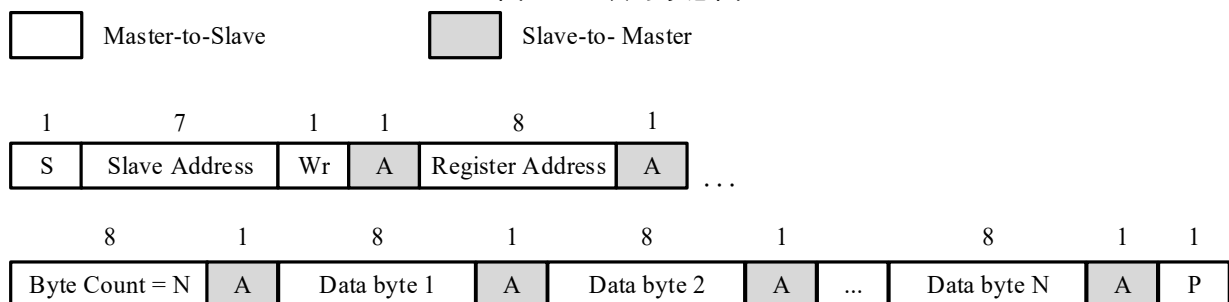 Master-to-Slave Slave-to- Master
1 7 1 1 8 1
S Slave Address Wr A Register Address A ...
8 1 8 1 8 1 8 1 1
Byte Count = N A Data byte 1 A Data byte 2 A ... Data byte N A P